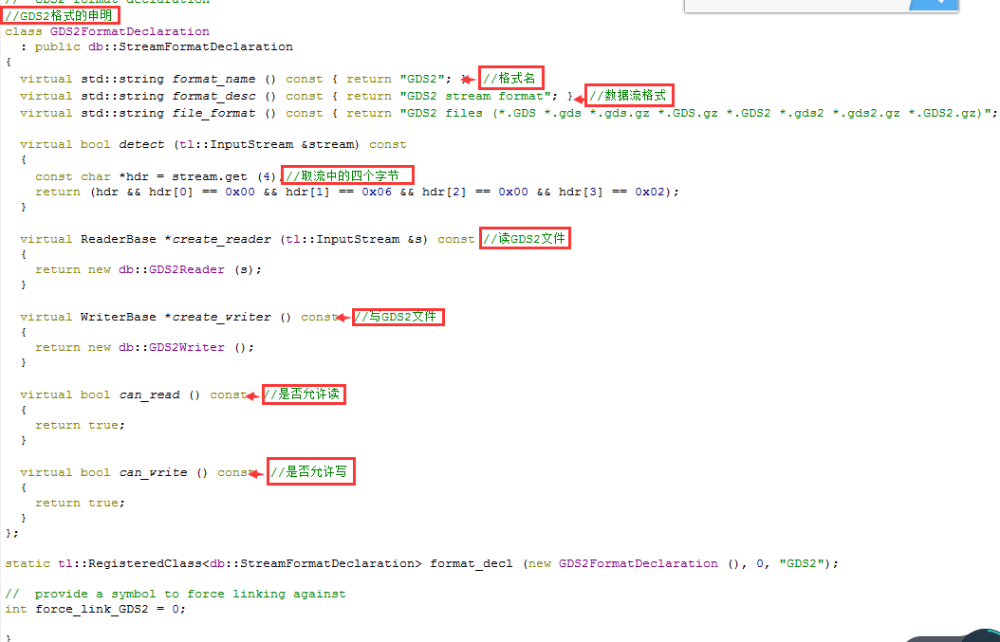 //GDS2格式的申明
class GDS2FormatDeclaration
  : public db::StreamFormatDeclaration
{
  virtual std::string format_name () const { return "GDS2"; } //格式名
  virtual std::string format_desc () const { return "GDS2 stream format"; } //数据流格式
  virtual std::string file_format () const { return "GDS2 files (*.GDS *.gds *.gds.gz *.GDS.gz *.GDS2 *.gds2 *.gds2.gz *.GDS2.gz)";
  virtual bool detect (tl::InputStream &stream) const
  {
    const char *hdr = stream.get (4) //取流中的四个字节
    return (hdr && hdr[0] == 0x00 && hdr[1] == 0x06 && hdr[2] == 0x00 && hdr[3] == 0x02);
  }
  virtual ReaderBase *create_reader (tl::InputStream &s) const //读GDS2文件
  {
    return new db::GDS2Reader (s);
  }
  virtual WriterBase *create_writer () const //写GDS2文件
  {
    return new db::GDS2Writer ();
  }
  virtual bool can_read () const //是否允许读
  {
    return true;
  }
  virtual bool can_write () const //是否允许写
  {
    return true;
  }
};
static tl::RegisteredClass<db::StreamFormatDeclaration> format_decl (new GDS2FormatDeclaration (), 0, "GDS2");
//  provide a symbol to force linking against
int force_link_GDS2 = 0;
}